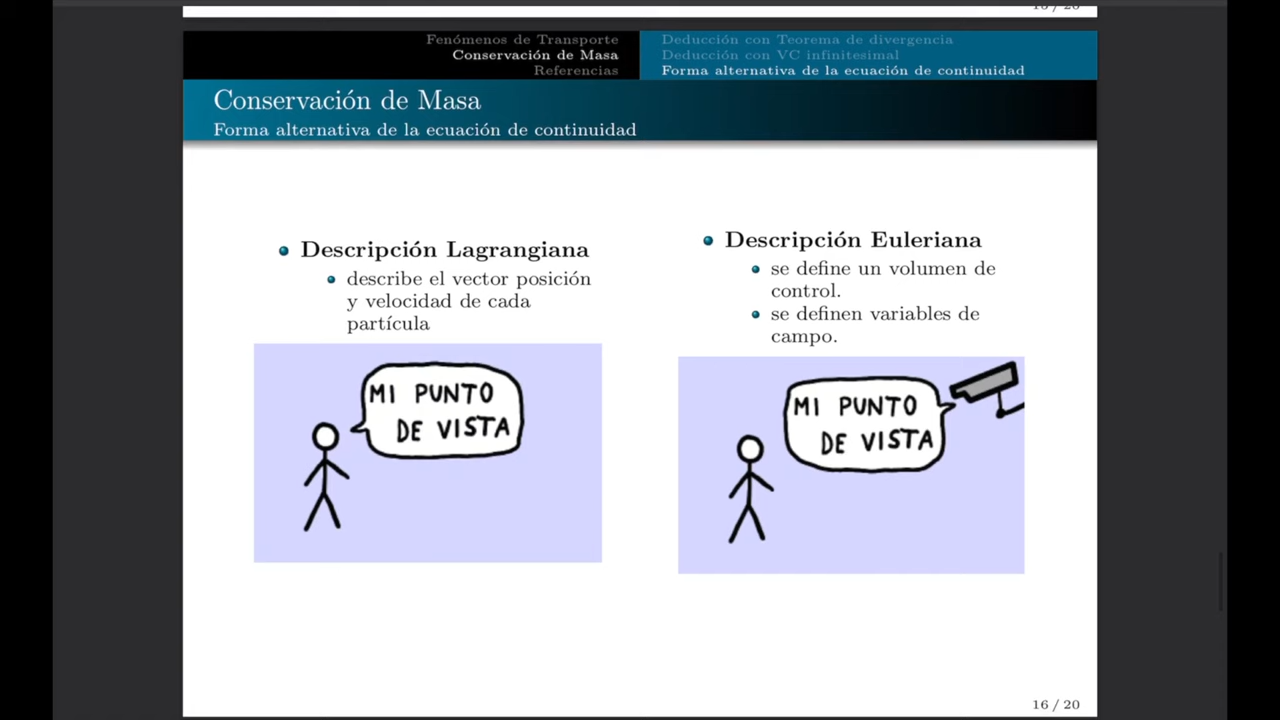 Fenómenos de Transporte
Conservación de Masa
Referencias
Deducción con Teorema de divergencia
Deducción con VC infinitesimal
Forma alternativa de la ecuación de continuidad
Conservación de Masa
Forma alternativa de la ecuación de continuidad
Descripción Lagrangiana
describe el vector posición
y velocidad de cada
partícula
MI PUNTO
DE VISTA
Descripción Euleriana
se define un volumen de
control.
se definen variables de
campo.
MI PUNTO
DE VISTA
16 / 20